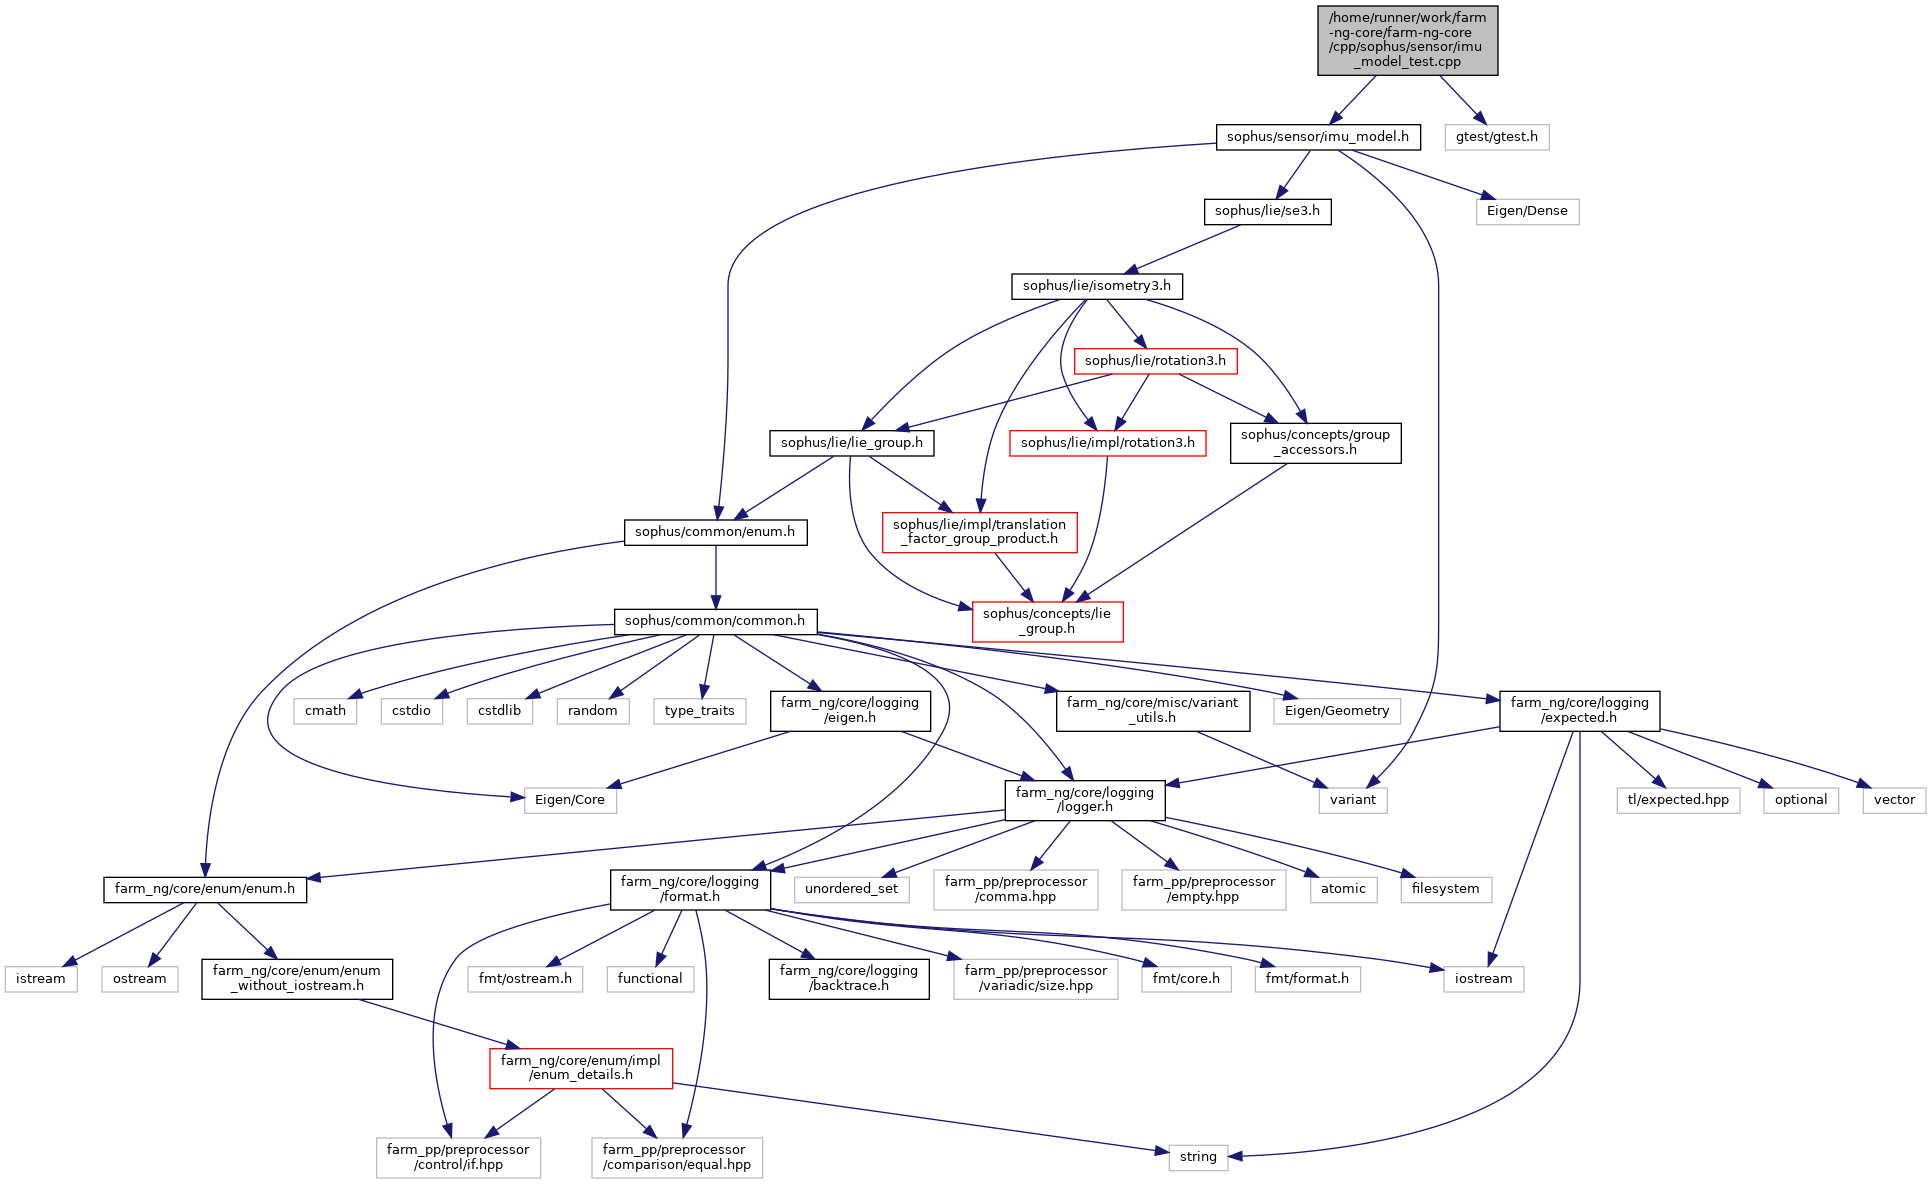 /home/runner/work/farm
-ng-core/farm-ng-core
/cpp/sophus/sensor/imu
_model_test.cpp
sophus/sensor/imu_model.h
gtest/gtest.h
sophus/lie/se3.h
Eigen/Dense
sophus/lie/isometry3.h
sophus/lie/rotation3.h
sophus/lie/lie_group.h
sophus/lie/impl/rotation3.h
sophus/concepts/group
_accessors.h
sophus/common/enum.h
sophus/lie/impl/translation
_factor_group_product.h
sophus/common/common.h
sophus/concepts/lie
_group.h
cmath
cstdio
cstdlib
random
type_traits
farm_ng/core/logging
/eigen.h
farm_ng/core/misc/variant
_utils.h
Eigen/Geometry
farm_ng/core/logging
/expected.h
Eigen/Core
farm_ng/core/logging
/logger.h
variant
tl/expected.hpp
optional
vector
farm_ng/core/enum/enum.h
farm_ng/core/logging
/format.h
unordered_set
farm_pp/preprocessor
/comma.hpp
farm_pp/preprocessor
/empty.hpp
atomic
filesystem
istream
ostream
farm_ng/core/enum/enum
_without_iostream.h
fmt/ostream.h
functional
farm_ng/core/logging
/backtrace.h
farm_pp/preprocessor
/variadic/size.hpp
fmt/core.h
fmt/format.h
iostream
farm_ng/core/enum/impl
/enum_details.h
farm_pp/preprocessor
/control/if.hpp
farm_pp/preprocessor
/comparison/equal.hpp
string